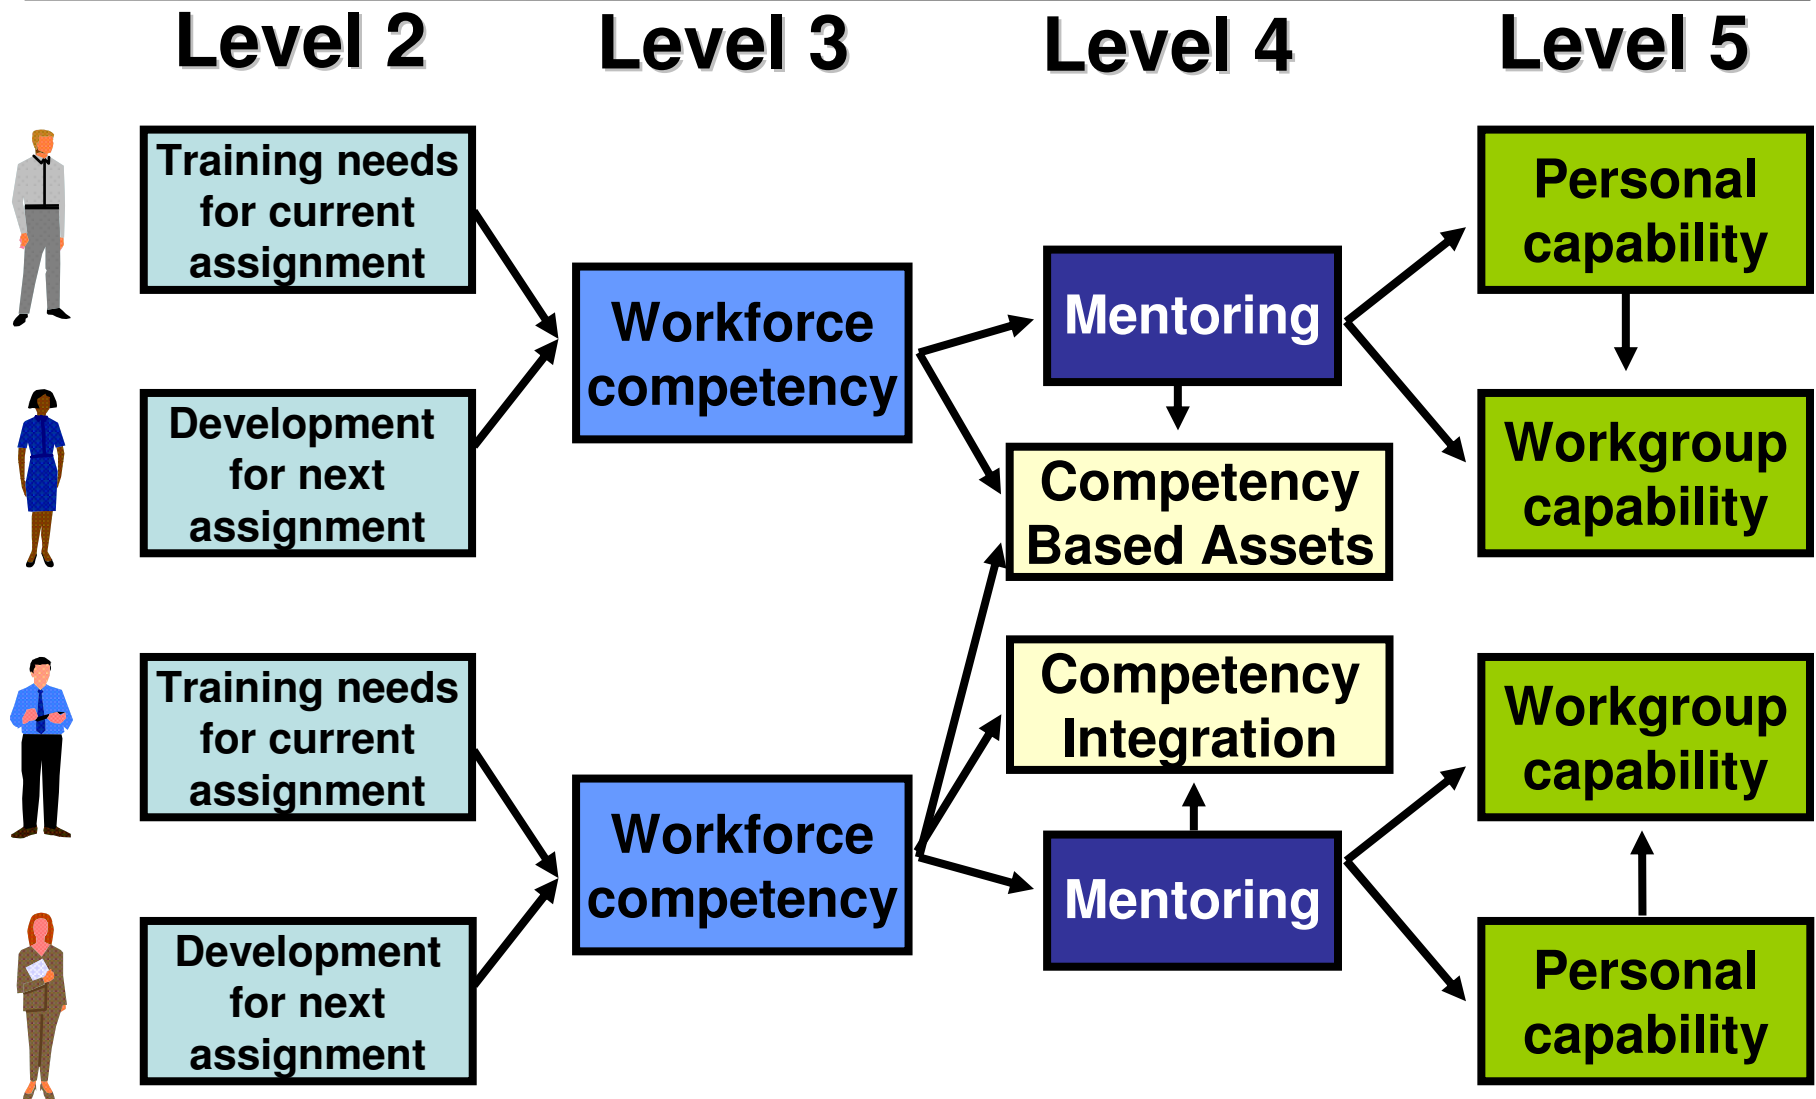 Level 2
Level 3
Level 4
Level 5
Training needs
for current
assignment
Development
for next
assignment
Training needs
for current
assignment
Development
for next
assignment
Workforce
competency
Workforce
competency
Mentoring
Competency
Based Assets
Competency
Integration
Mentoring
Personal
capability
Workgroup
capability
Workgroup
capability
Personal
capability